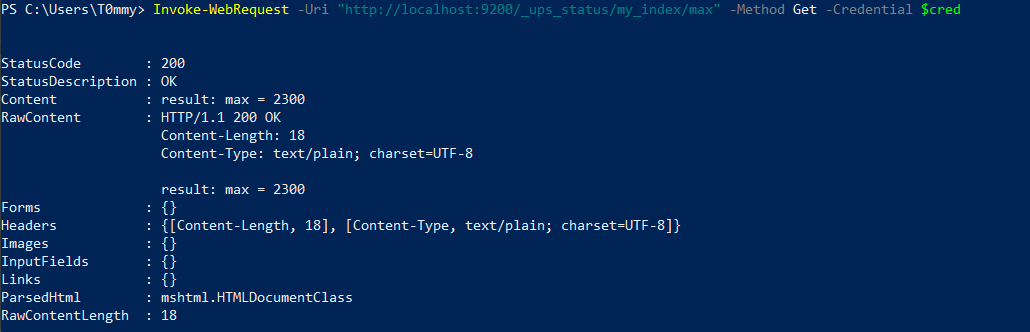 PS C:\Users\T0mmy> Invoke-WebRequest -Uri "http://localhost:9200/_ups_status/my_index/max" -Method Get -Credential $cred
StatusCode : 200
StatusDescription : OK
Content : result: max = 2300
RawContent : HTTP/1.1 200 OK
Content-Length: 18
Content-Type: text/plain; charset=UTF-8
result: max = 2300
Forms : {}
Headers : {[Content-Length, 18], [Content-Type, text/plain; charset=UTF-8]}
Images : {}
InputFields : {}
Links : {}
ParsedHtml : mshtml.HTMLDocumentClass
RawContentLength : 18